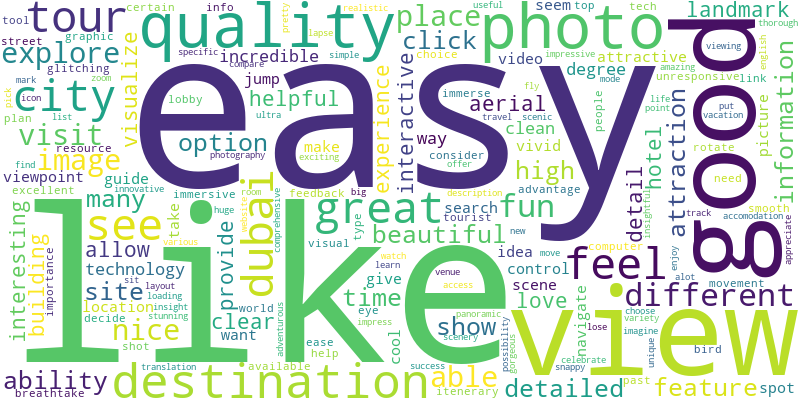 tour
quality
photo
place
seem
top
tech
landmark
certain
info
tool
graphic
street
explore
glitching
specific
incredible
compare
simple
pretty
lapse
realistic
click
choice
useful
impressive
thorough
viewing
english
city
zoom
mark
icon
pick
list
plan
visualize
lobby
helpful
jump
ultra
experience
interactive
video
immerse
degree
attractive
unresponsive
link
information
amazing
mode
people
life
point
fly
travel
scenic
aerial
easy
good
visit
resource
option
photography
exciting
make
way
consider
offer
clean
vivid
high
hotel
attraction
picture
put
vacation
rotate
need
image
find
viewpoint
excellent
innovative
guide
immersive
website
room
feedback
big
description
advantage
detail
insightful
smooth
track
accomodation
appreciate
many
see
take
dubai
huge
comprehensive
great
fun
search
tourist
interesting
building
importance
allow
various
technology
sit
layout
site
provide
visual
type
beautiful
new
idea
move
control
computer
enjoy
alot
movement
feel
different
location
loading
insight
stunning
decide
clear
world
want
adventurous
watch
learn
give
time
eye
impress
venue
access
panoramic
scenery
show
scene
love
navigate
choose
variety
imagine
unique
lose
bird
nice
shot
ease
help
cool
possibility
gorgeous
like
view
ability
breathtake
translation
destination
available
success
itenerary
able
snappy
celebrate
detailed
past
feature
spot